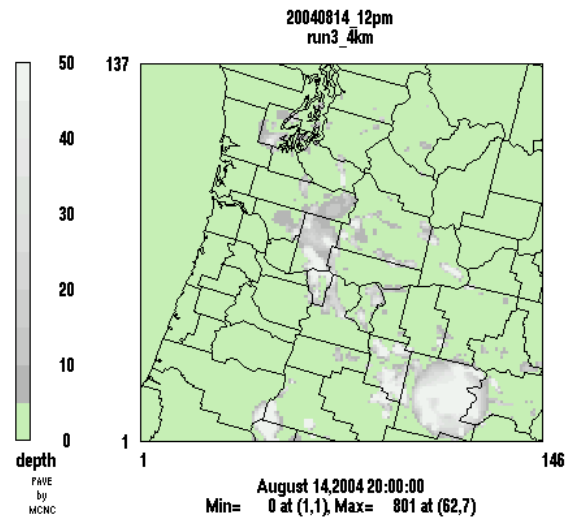 20040814_12pm
run3_4km
50
40
30
20
10
0
depth
PAVE
by
MCNC
137
1
1
146
August 14,2004 20:00:00
Min= 0 at (1,1), Max= 801 at (62,7)